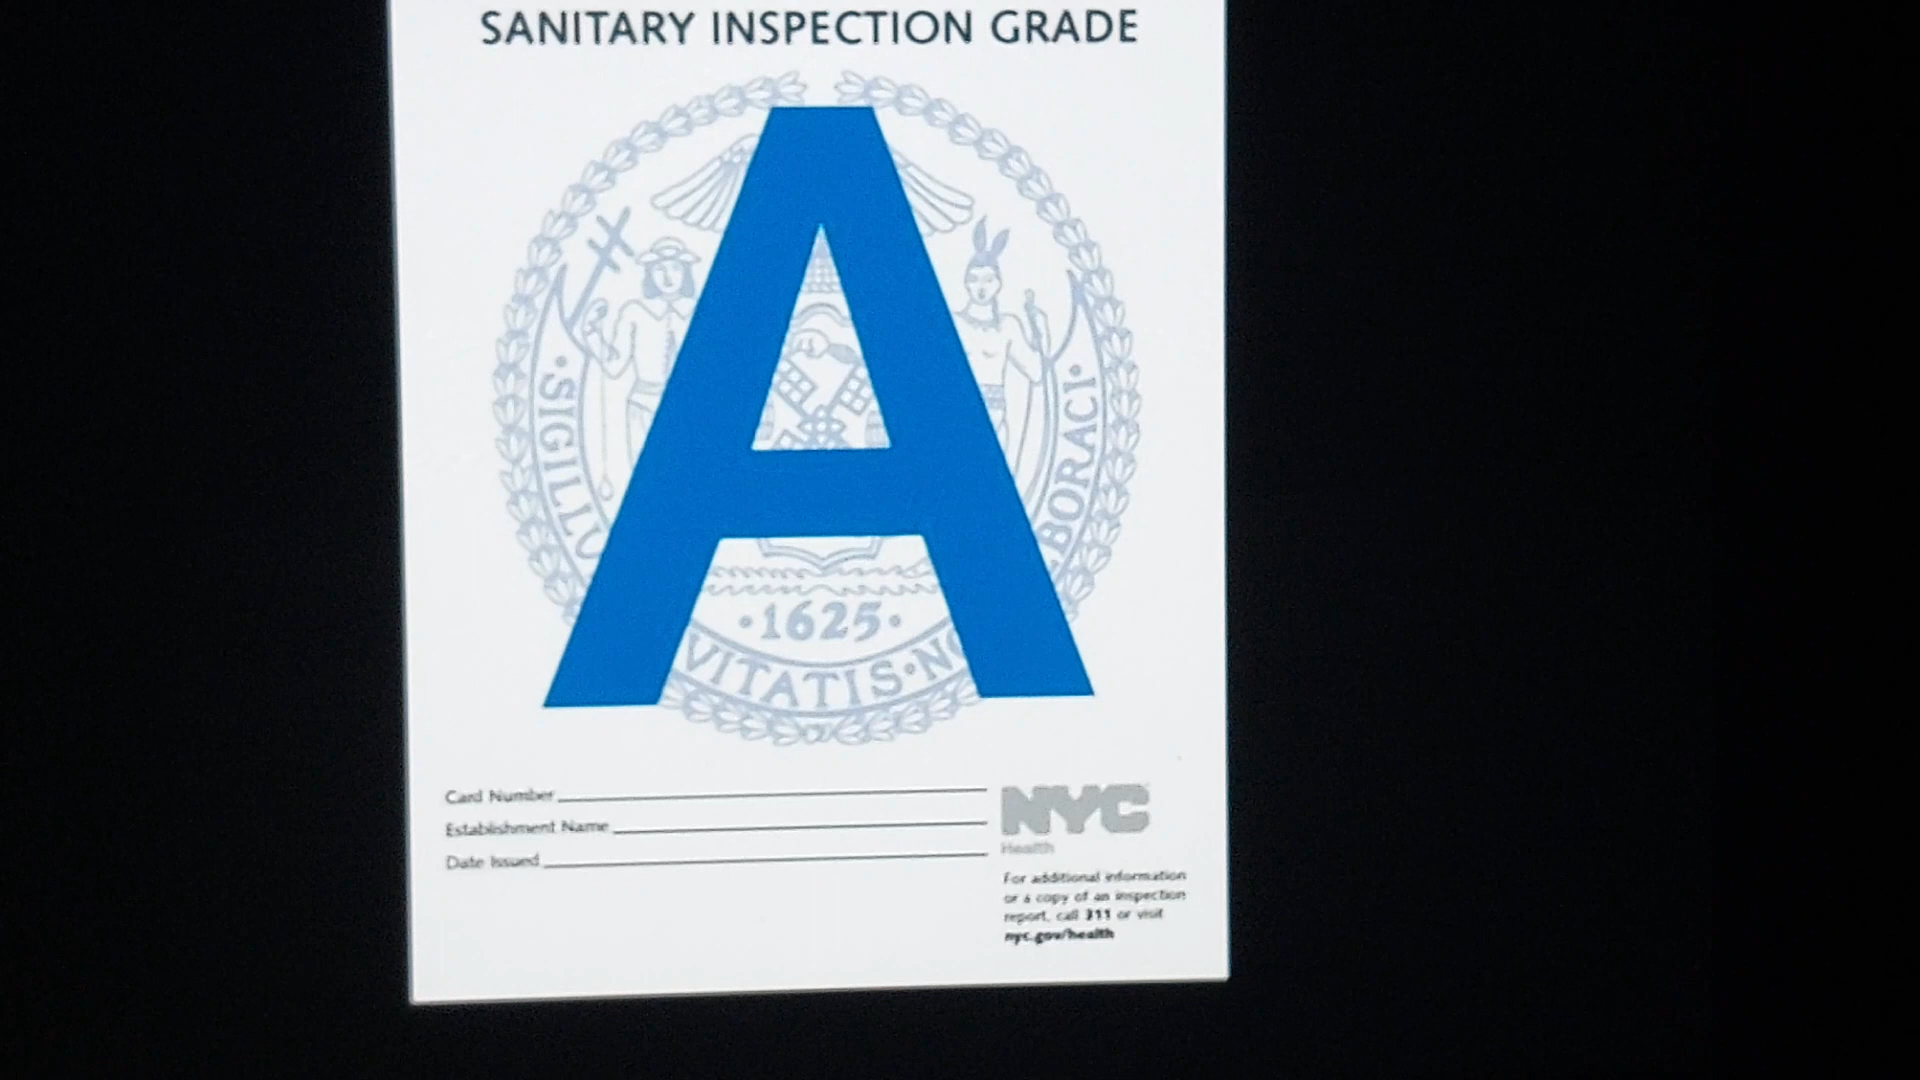 SANITARY INSPECTION GRADE
A
SIGILLU
BORACI
1625
VITATIS·NO
Card Number
Establishment Name
Date Issued
NYC
Health
For additional information
or a copy of an inspection
report, call 311 or visit
nyc.gov/health